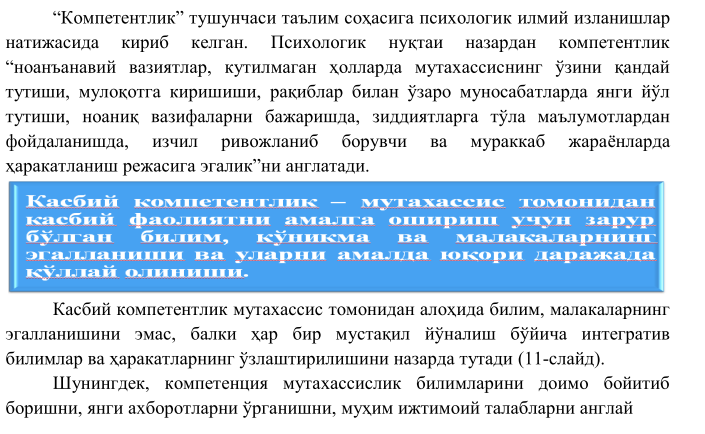 “Компетентлик” тушунчаси таълим соҳасига психологик илмий изланишлар
натижасида кириб келган. Психологик нуқтаи назардан компетентлик
“ноанъанавий вазиятлар, кутилмаган ҳолларда мутахассиснинг ўзини қандай
тутиши, мулоқотга киришиши, рақиблар билан ўзаро муносабатларда янги йўл
тутиши, ноаниқ вазифаларни бажаришда, зиддиятларга тўла маълумотлардан
фойдаланишда, изчил ривожланиб борувчи ва мураккаб жараёнларда
ҳаракатланиш режасига эгалик”ни англатади.
Касбий компетентлик – мутахассис томонидан
касбий фаолиятни амалга ошириш учун зарур
бўлган билим, кўникма ва малакаларнинг
эгалланиши ва уларни амалда юқори даражада
қўллай олиниши.
Касбий компетентлик мутахассис томонидан алоҳида билим, малакаларнинг
эгалланишини эмас, балки ҳар бир мустақил йўналиш бўйича интегратив
билимлар ва ҳаракатларнинг ўзлаштирилишини назарда тутади (11-слайд).
Шунингдек, компетенция мутахассислик билимларини доимо бойитиб
боришни, янги ахборотларни ўрганишни, муҳим ижтимоий талабларни англай